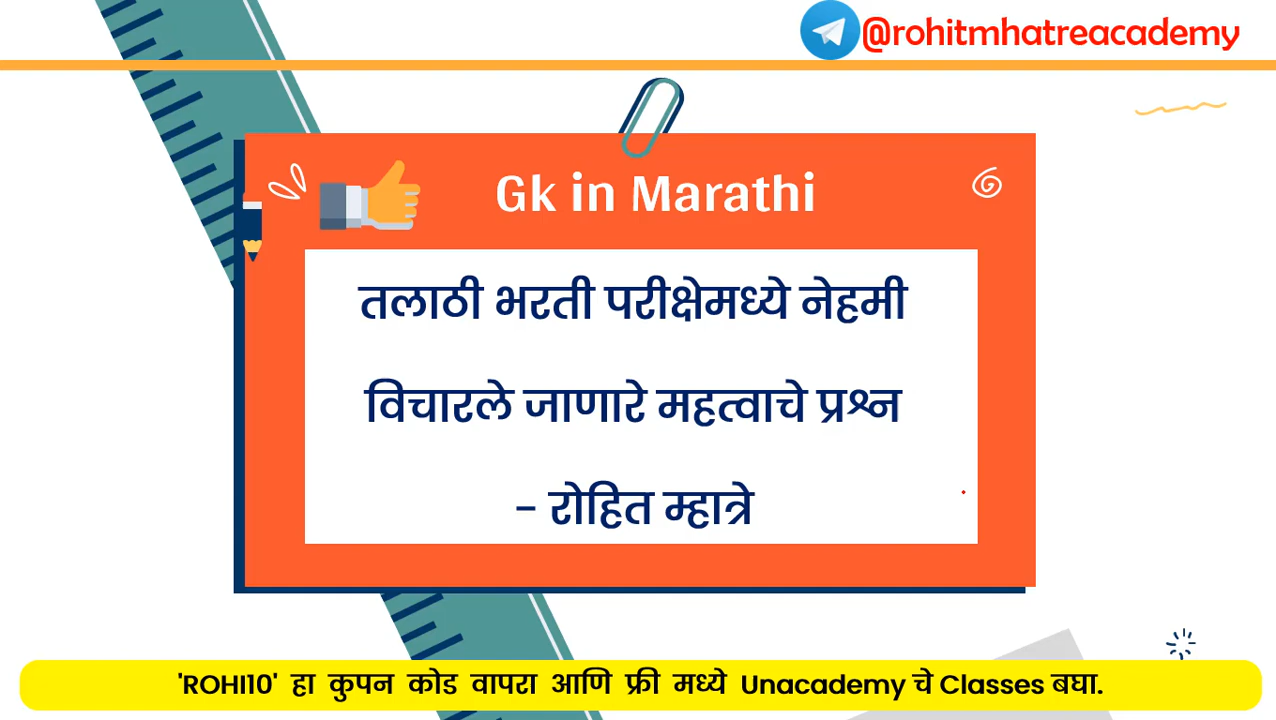 @rohitmhatreacademy
Gk in Marathi
तलाठी भरती परीक्षेमध्ये नेहमी
विचारले जाणारे महत्वाचे प्रश्न
- रोहित म्हात्रे
'ROHI10' हा कुपन कोड वापरा आणि फ्री मध्ये Unacademy चे Classes बघा.